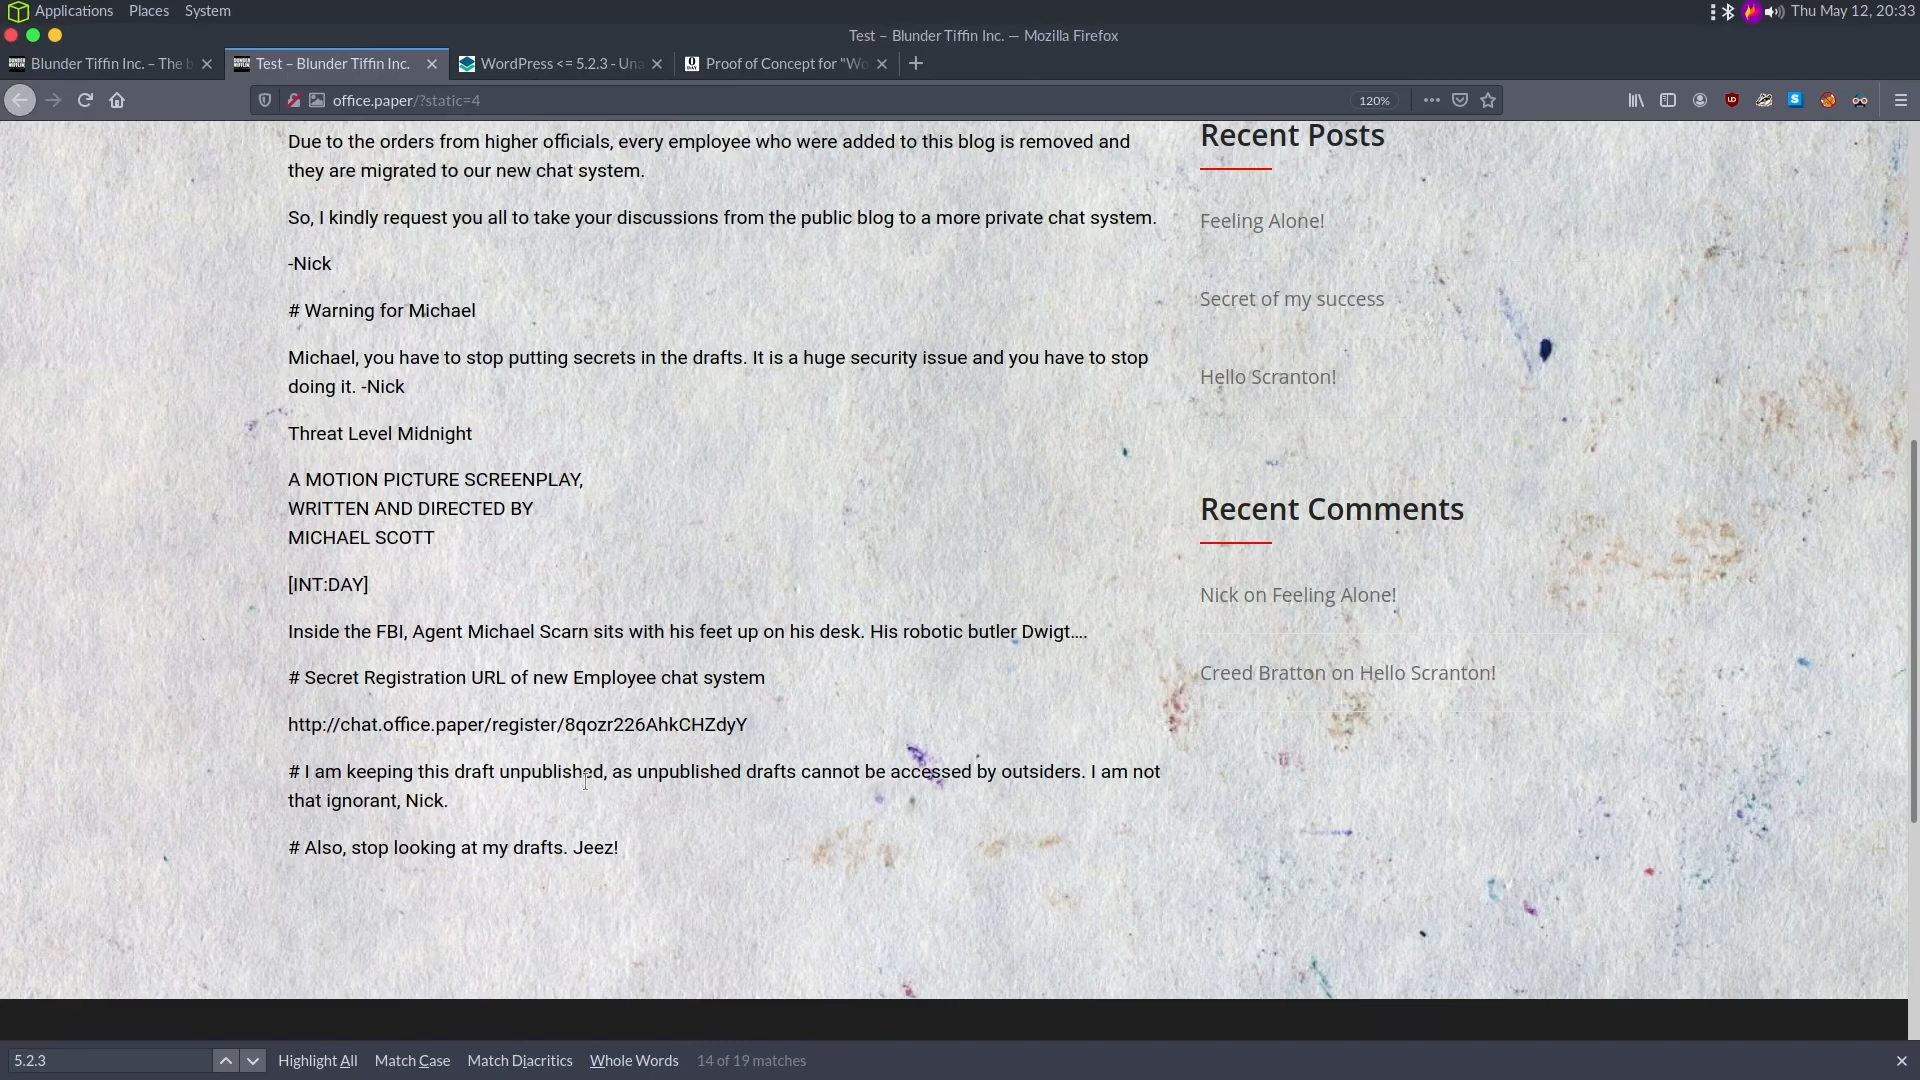 Applications Places System
Thu May 12, 20:33
Test – Blunder Tiffin Inc. — Mozilla Firefox
Blunder Tiffin Inc. – The b
Test – Blunder Tiffin Inc.
WordPress <= 5.2.3 - Una
Proof of Concept for "Wo
office.paper/?static=4
120%
Due to the orders from higher officials, every employee who were added to this blog is removed and
they are migrated to our new chat system.
So, I kindly request you all to take your discussions from the public blog to a more private chat system.
-Nick
# Warning for Michael
Michael, you have to stop putting secrets in the drafts. It is a huge security issue and you have to stop
doing it. -Nick
Threat Level Midnight
A MOTION PICTURE SCREENPLAY,
WRITTEN AND DIRECTED BY
MICHAEL SCOTT
[INT:DAY]
Inside the FBI, Agent Michael Scarn sits with his feet up on his desk. His robotic butler Dwigt….
# Secret Registration URL of new Employee chat system
http://chat.office.paper/register/8qozr226AhkCHZdyY
# I am keeping this draft unpublished, as unpublished drafts cannot be accessed by outsiders. I am not
that ignorant, Nick.
# Also, stop looking at my drafts. Jeez!
Recent Posts
Feeling Alone!
Secret of my success
Hello Scranton!
Recent Comments
Nick on Feeling Alone!
Creed Bratton on Hello Scranton!
5.2.3
Highlight All Match Case Match Diacritics Whole Words 14 of 19 matches